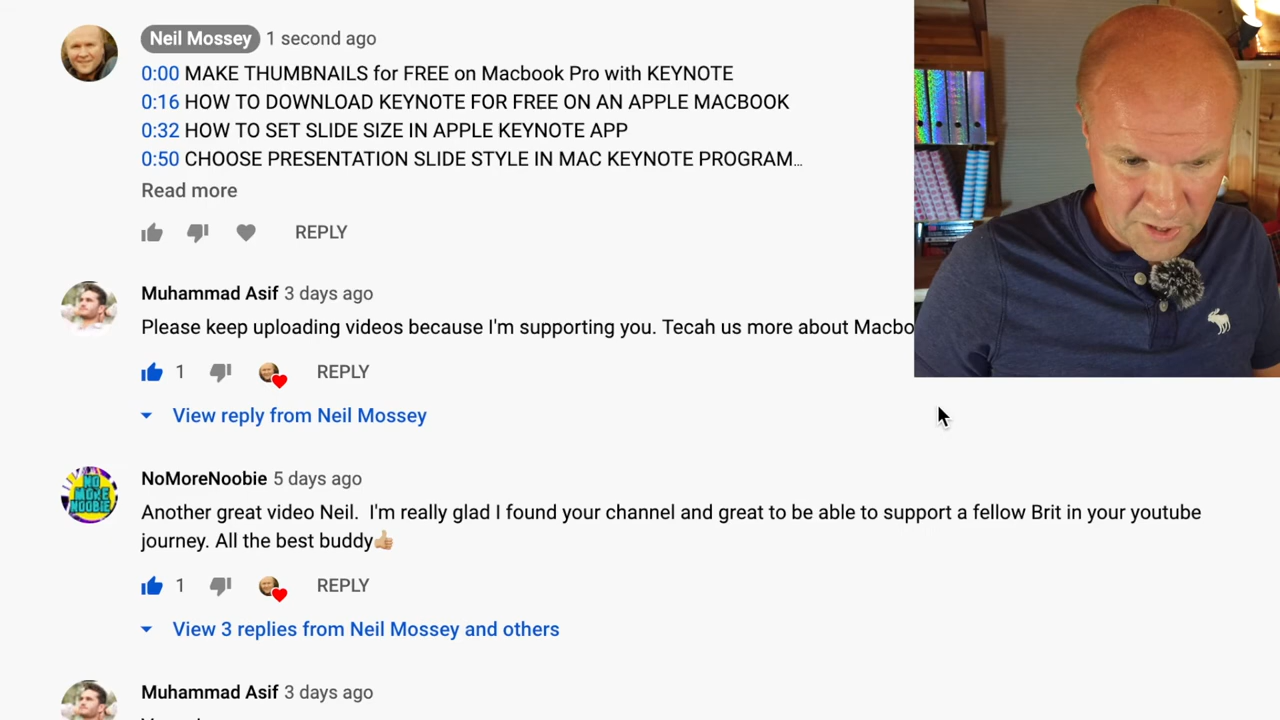 Neil Mossey 1 second ago
0:00 MAKE THUMBNAILS for FREE on Macbook Pro with KEYNOTE
0:16 HOW TO DOWNLOAD KEYNOTE FOR FREE ON AN APPLE MACBOOK
0:32 HOW TO SET SLIDE SIZE IN APPLE KEYNOTE APP
0:50 CHOOSE PRESENTATION SLIDE STYLE IN MAC KEYNOTE PROGRAM…
Read more
REPLY
Muhammad Asif 3 days ago
Please keep uploading videos because I'm supporting you. Tecah us more about Macbo
1 REPLY
View reply from Neil Mossey
NO MORE NOOBIE
NoMoreNoobie 5 days ago
Another great video Neil.  I'm really glad I found your channel and great to be able to support a fellow Brit in your youtube
journey. All the best buddy👍🏼
1 REPLY
View 3 replies from Neil Mossey and others
Muhammad Asif 3 days ago